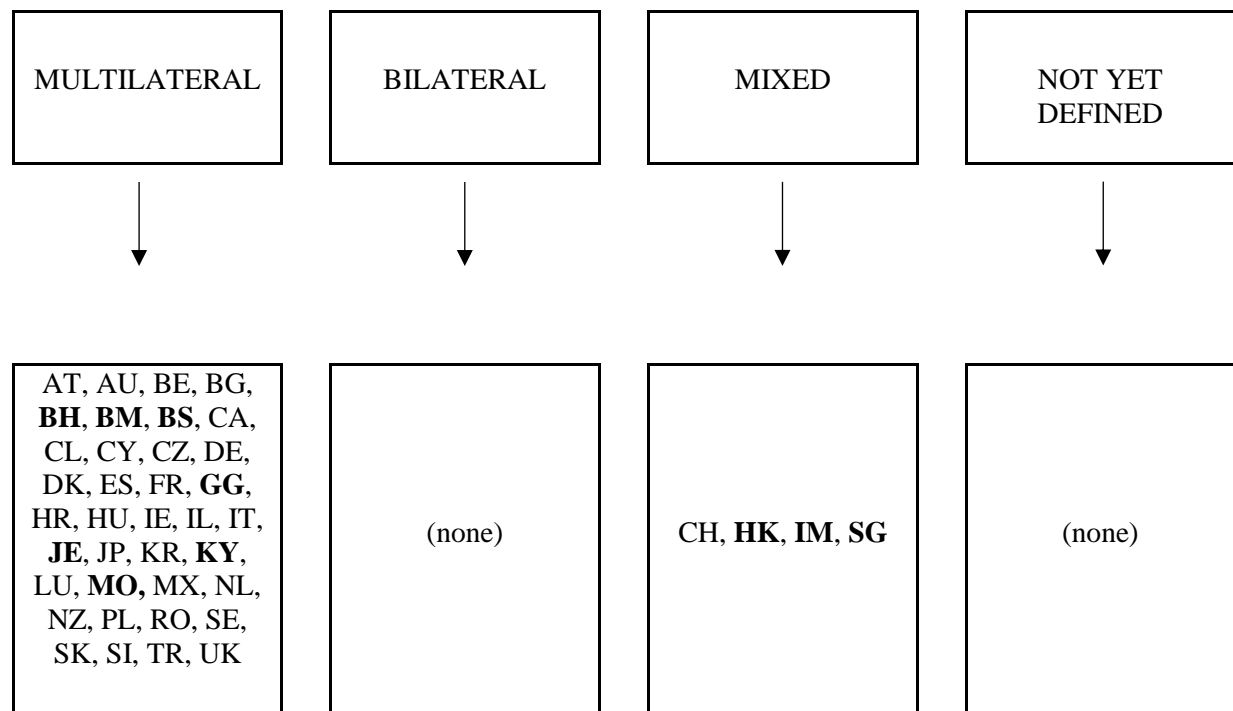 MULTILATERAL
BILATERAL
MIXED
NOT YET
DEFINED
AT, AU, BE, BG,
BH, BM, BS, CA,
CL, CY, CZ, DE,
DK, ES, FR, GG,
HR, HU, IE, IL, IT,
JE, JP, KR, KY,
LU, MO, MX, NL,
NZ, PL, RO, SE,
SK, SI, TR, UK
(none)
CH, HK, IM, SG
(none)